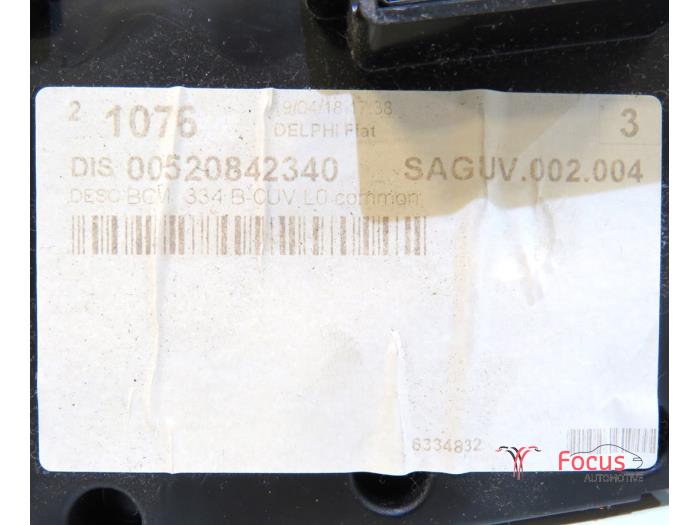 2 1076 19/04/18 17:38 3
DELPHI Fiat
DIS 00520842340 SAGUV.002.004
DESC BCM 334 B-CUV L0 common
6334832
Focus
AUTOMOTIVE